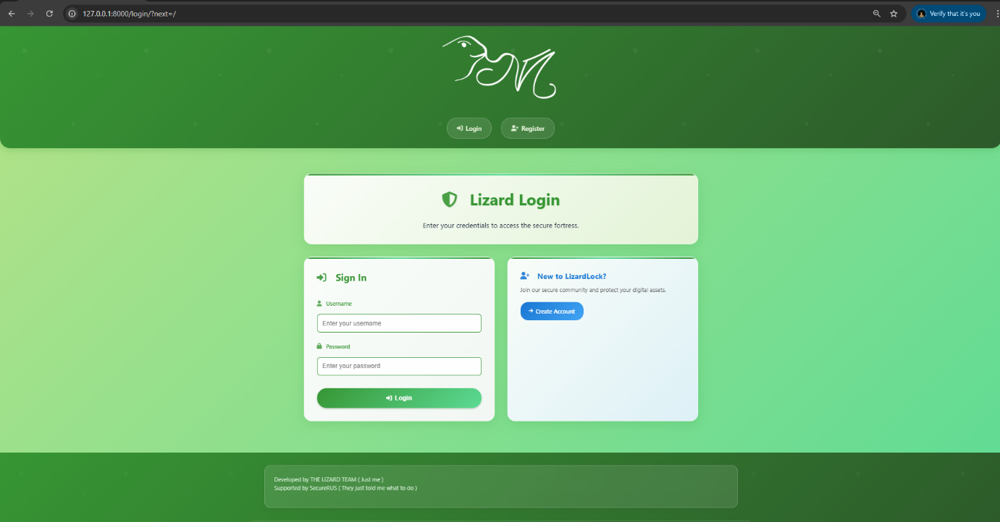 127.0.0.1:8000/login/?next=/
Verify that it's you
Login
Register
Lizard Login
Enter your credentials to access the secure fortress.
Sign In
Username
Enter your username
Password
Enter your password
Login
New to LizardLock?
Join our secure community and protect your digital assets.
Create Account
Developed by THE LIZARD TEAM ( Just me )
Supported by SecureRUS ( They just told me what to do )